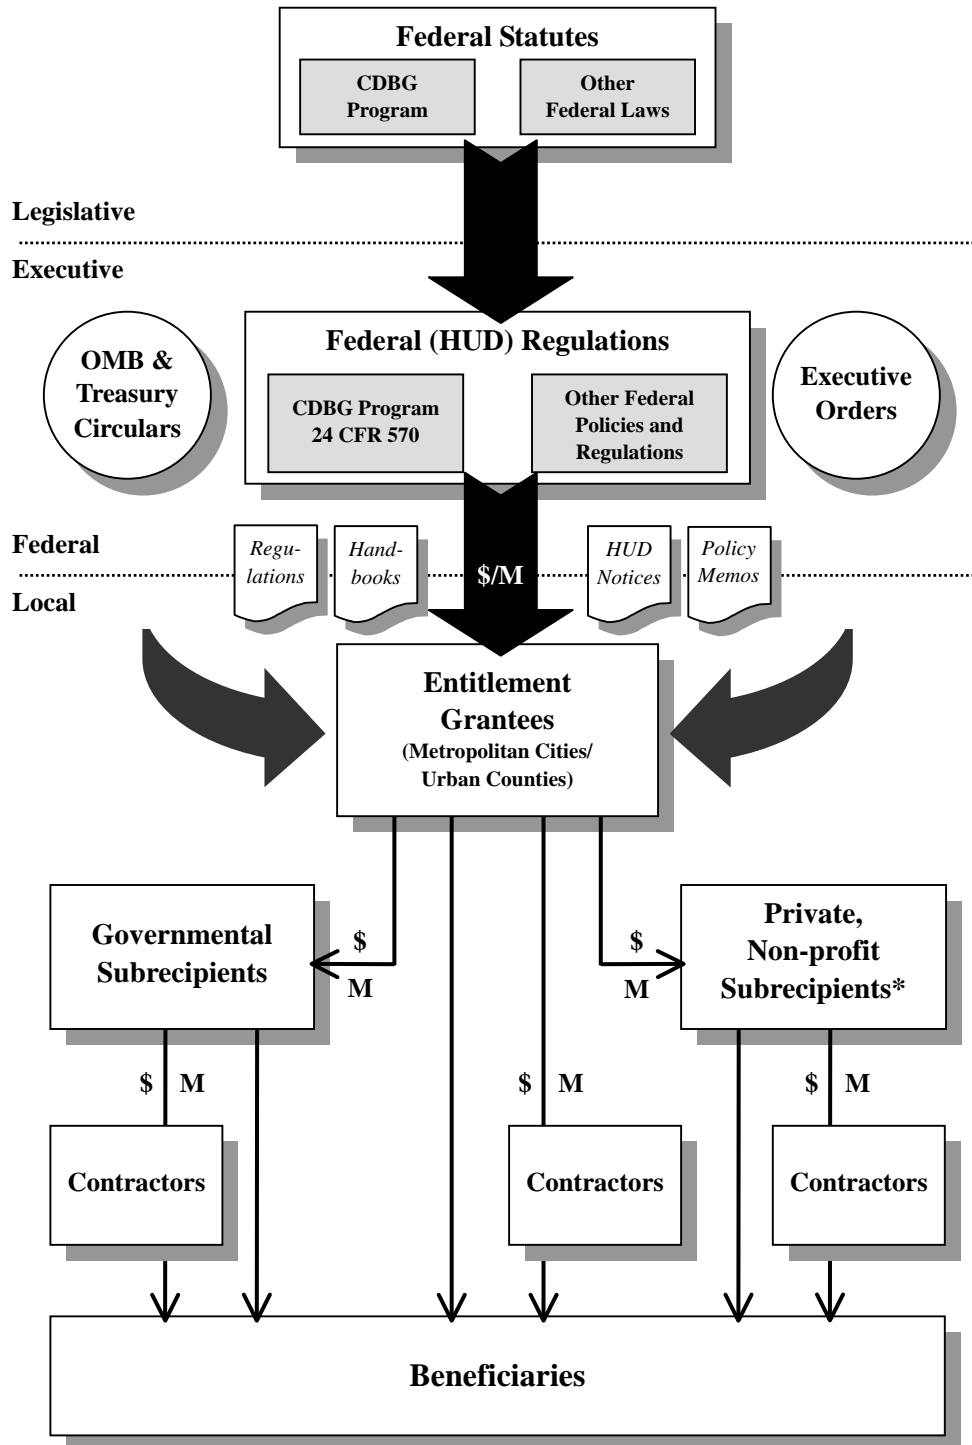 Federal Statutes
CDBG
Program
Other
Federal Laws
Legislative
Executive
OMB &
Treasury
Circulars
Federal (HUD) Regulations
CDBG Program
24 CFR 570
Other Federal
Policies and
Regulations
Executive
Orders
Federal
Local
Regu-
lations
Hand-
books
$/M
HUD
Notices
Policy
Memos
Entitlement
Grantees
(Metropolitan Cities/
Urban Counties)
Governmental
Subrecipients
$
M
$
M
Private,
Non-profit
Subrecipients*
$ M
$ M
$ M
Contractors
Contractors
Contractors
Beneficiaries